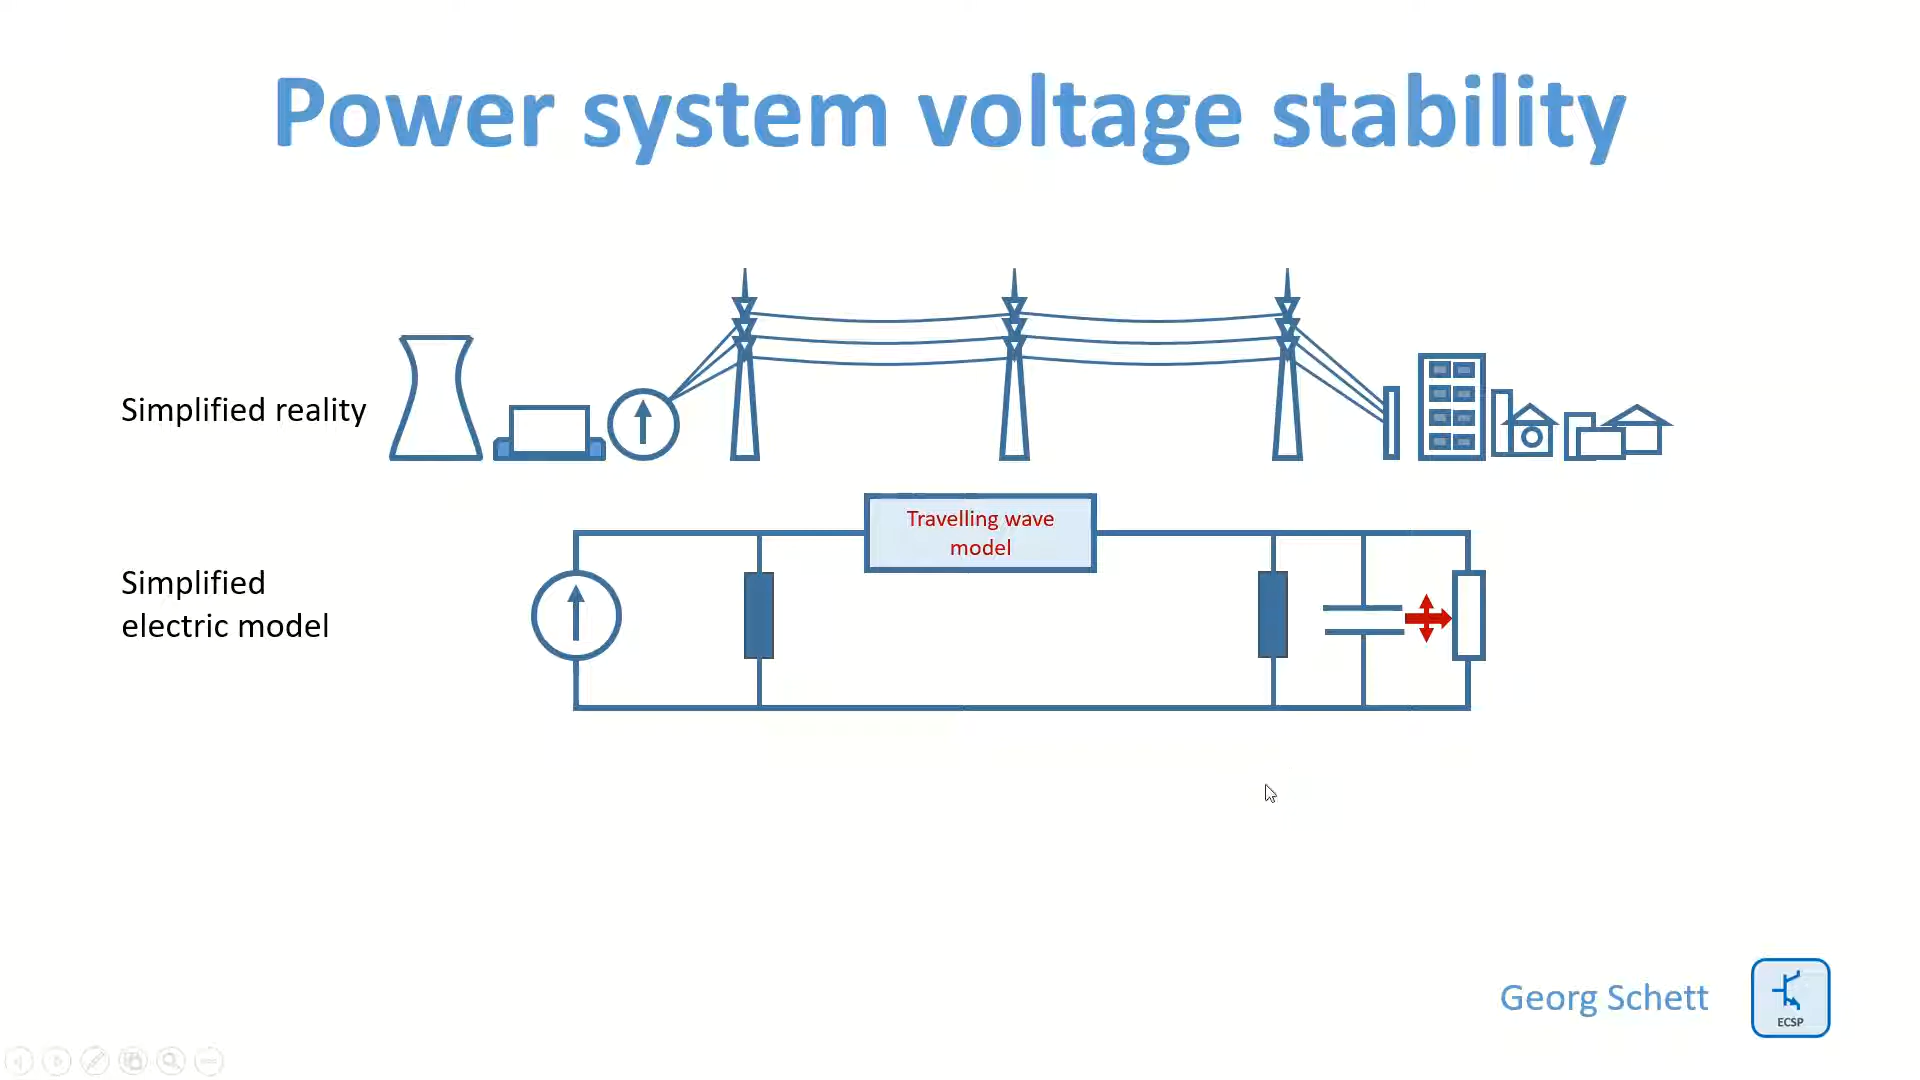 Power system voltage stability
Simplified reality
Travelling wave
model
Simplified
electric model
Georg Schett
ECSP